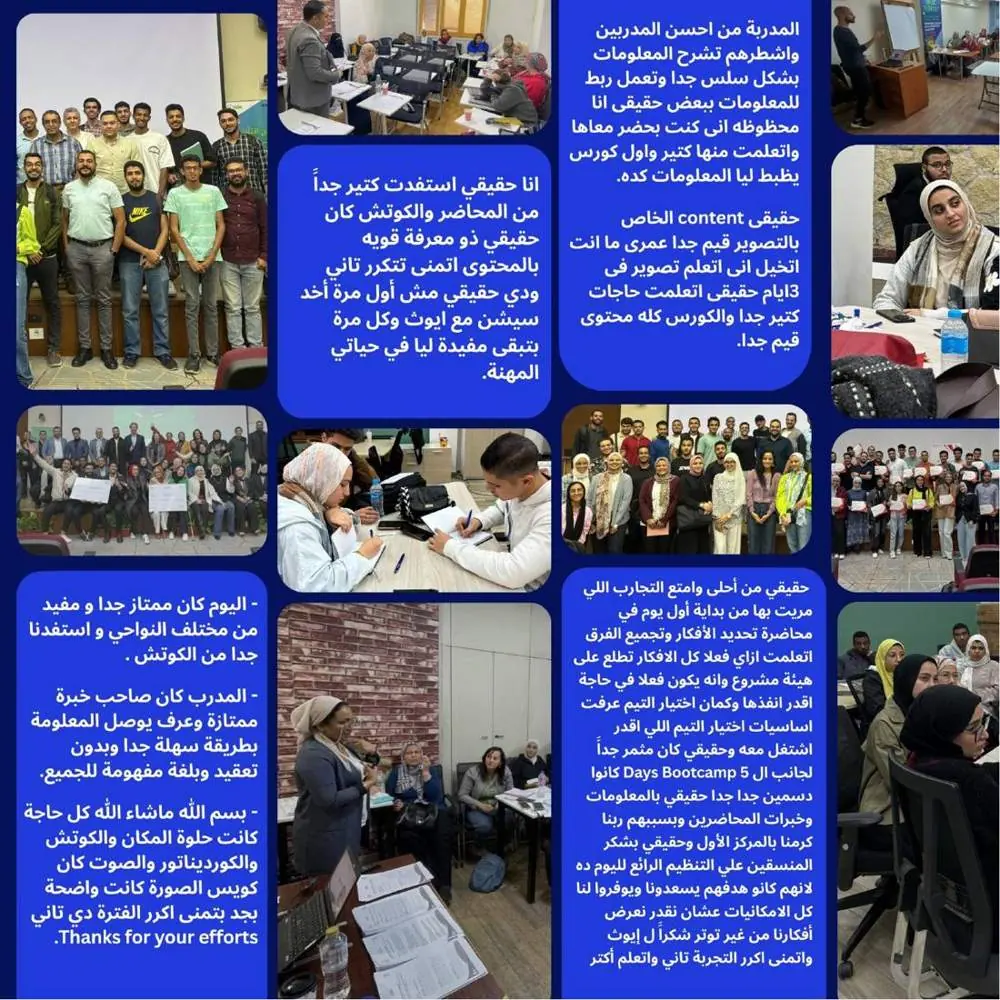 المدربة من احسن المدربين
واشطرهم تشرح المعلومات
بشكل سلس جدا وتعمل ربط
للمعلومات ببعض حقيقى انا
محظوظه انى كنت بحضر معاها
واتعلمت منها كتير واول كورس
يظبط ليا المعلومات كده.
حقيقى content الخاص
بالتصوير قيم جدا عمرى ما انت
اتخيل انى اتعلم تصوير فى
3ايام حقيقى اتعلمت حاجات
كتير جدا والكورس كله محتوى
قيم جدا.
انا حقيقي استفدت كتير جداً
من المحاضر والكوتش كان
حقيقي ذو معرفة قويه
بالمحتوى اتمنى تتكرر تاني
ودي حقيقي مش أول مرة أخد
سيشن مع ايوث وكل مرة
بتبقى مفيدة ليا في حياتي
المهنة.
حقيقي من أحلى وامتع التجارب اللي
مريت بها من بداية أول يوم في
محاضرة تحديد الأفكار وتجميع الفرق
اتعلمت ازاي فعلا كل الافكار تطلع على
هيئة مشروع وانه يكون فعلا في حاجة
اقدر انفذها وكمان اختيار التيم عرفت
اساسيات اختيار التيم اللي اقدر
اشتغل معه وحقيقي كان مثمر جداً
لجانب ال 5 Days Bootcamp كانوا
دسمين جدا جدا حقيقي بالمعلومات
وخبرات المحاضرين وبسببهم ربنا
كرمنا بالمركز الأول وحقيقي بشكر
المنسقين علي التنظيم الرائع لليوم ده
لانهم كانو هدفهم يسعدونا ويوفروا لنا
كل الامكانيات عشان نقدر نعرض
أفكارنا من غير توتر شكراً ل إيوث
واتمنى اكرر التجربة تاني واتعلم أكتر
- اليوم كان ممتاز جدا و مفيد
من مختلف النواحي و استفدنا
جدا من الكوتش .
- المدرب كان صاحب خبرة
ممتازة وعرف يوصل المعلومة
بطريقة سهلة جدا وبدون
تعقيد وبلغة مفهومة للجميع.
- بسم الله ماشاء الله كل حاجة
كانت حلوة المكان والكوتش
والكورديناتور والصوت كان
كويس الصورة كانت واضحة
بجد بتمنى اكرر الفترة دي تاني
Thanks for your efforts.
NIKE